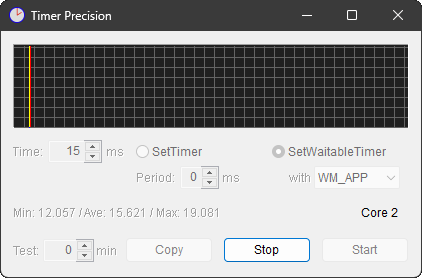 Timer Precision
Time: 15 ms SetTimer SetWaitableTimer
Period: 0 ms with WM_APP
Min: 12.057 / Ave: 15.621 / Max: 19.081 Core 2
Test: 0 min Copy Stop Start